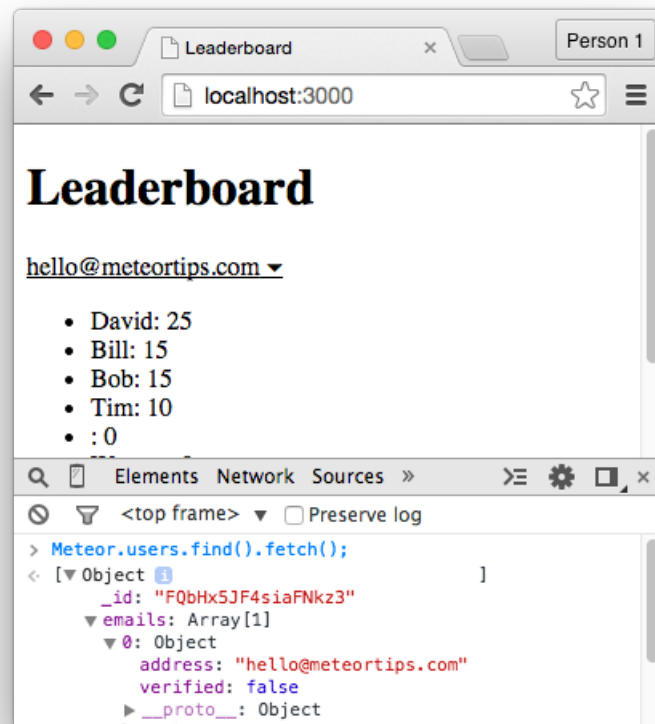 Leaderboard
Person 1
localhost:3000
Leaderboard
hello@meteortips.com
David: 25
Bill: 15
Bob: 15
Tim: 10
: 0
Elements Network Sources »
<top frame> Preserve log
> Meteor.users.find().fetch();
[ Object i ]
_id: "FQbHx5JF4siaFNkz3"
emails: Array[1]
0: Object
address: "hello@meteortips.com"
verified: false
__proto__: Object